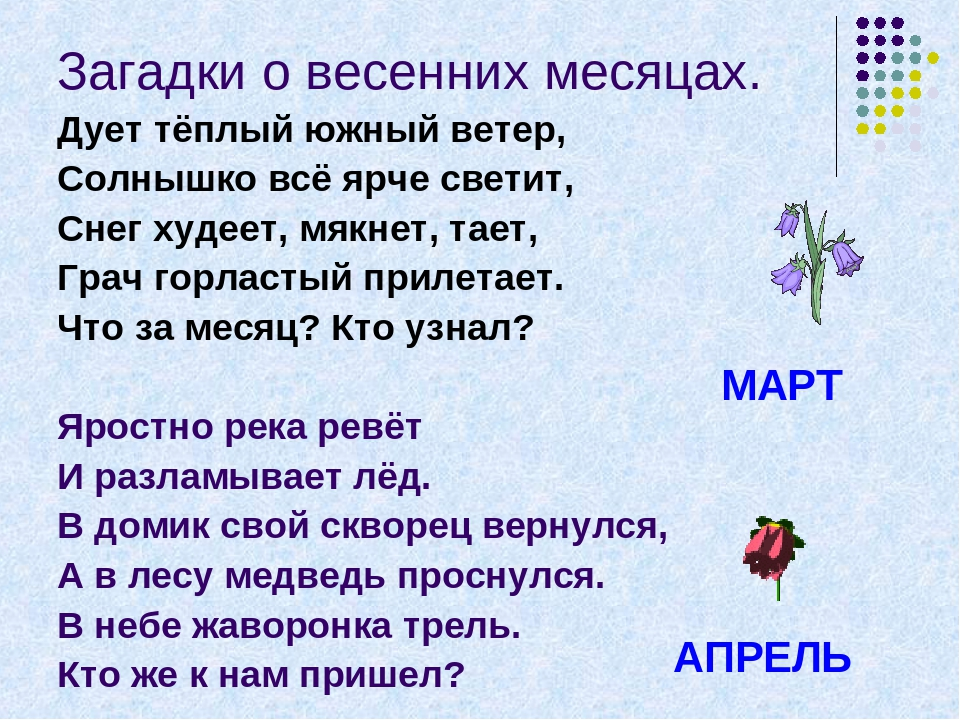 Загадки о весенних месяцах.
Дует тёплый южный ветер,
Солнышко всё ярче светит,
Снег худеет, мякнет, тает,
Грач горластый прилетает.
Что за месяц? Кто узнал?
МАРТ
Яростно река ревёт
И разламывает лёд.
В домик свой скворец вернулся,
А в лесу медведь проснулся.
В небе жаворонка трель.
Кто же к нам пришел?
АПРЕЛЬ